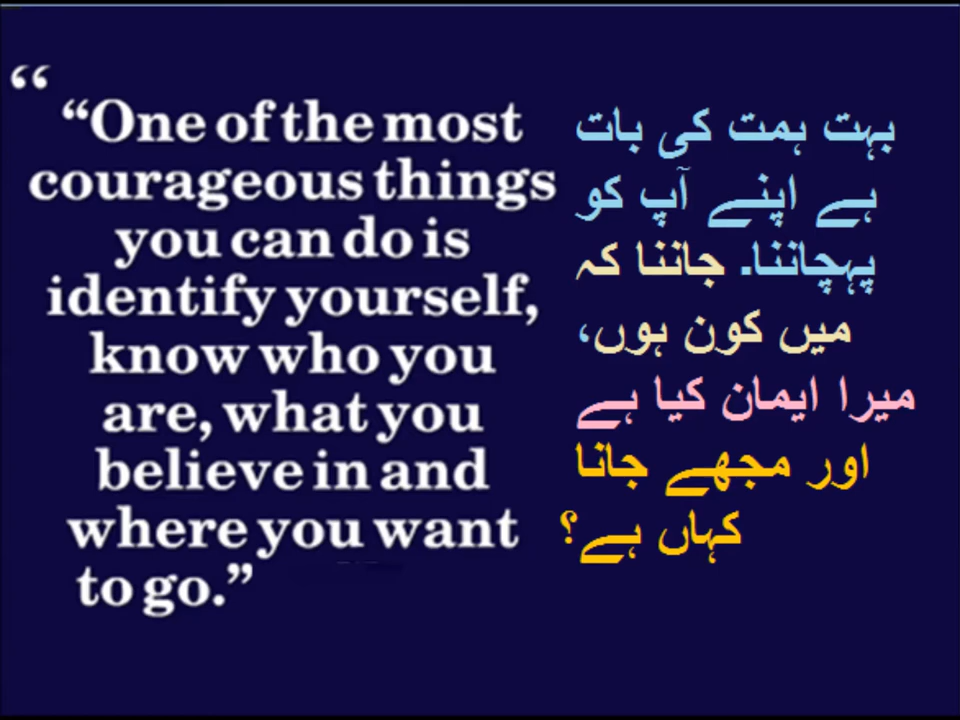 “
“One of the most
courageous things
you can do is
identify yourself,
know who you
are, what you
believe in and
where you want
to go.”
بہت ہمت کی بات
ہے اپنے آپ کو
پہچاننا۔ جاننا کہ
میں کون ہوں،
میرا ایمان کیا ہے
اور مجھے جانا
کہاں ہے؟